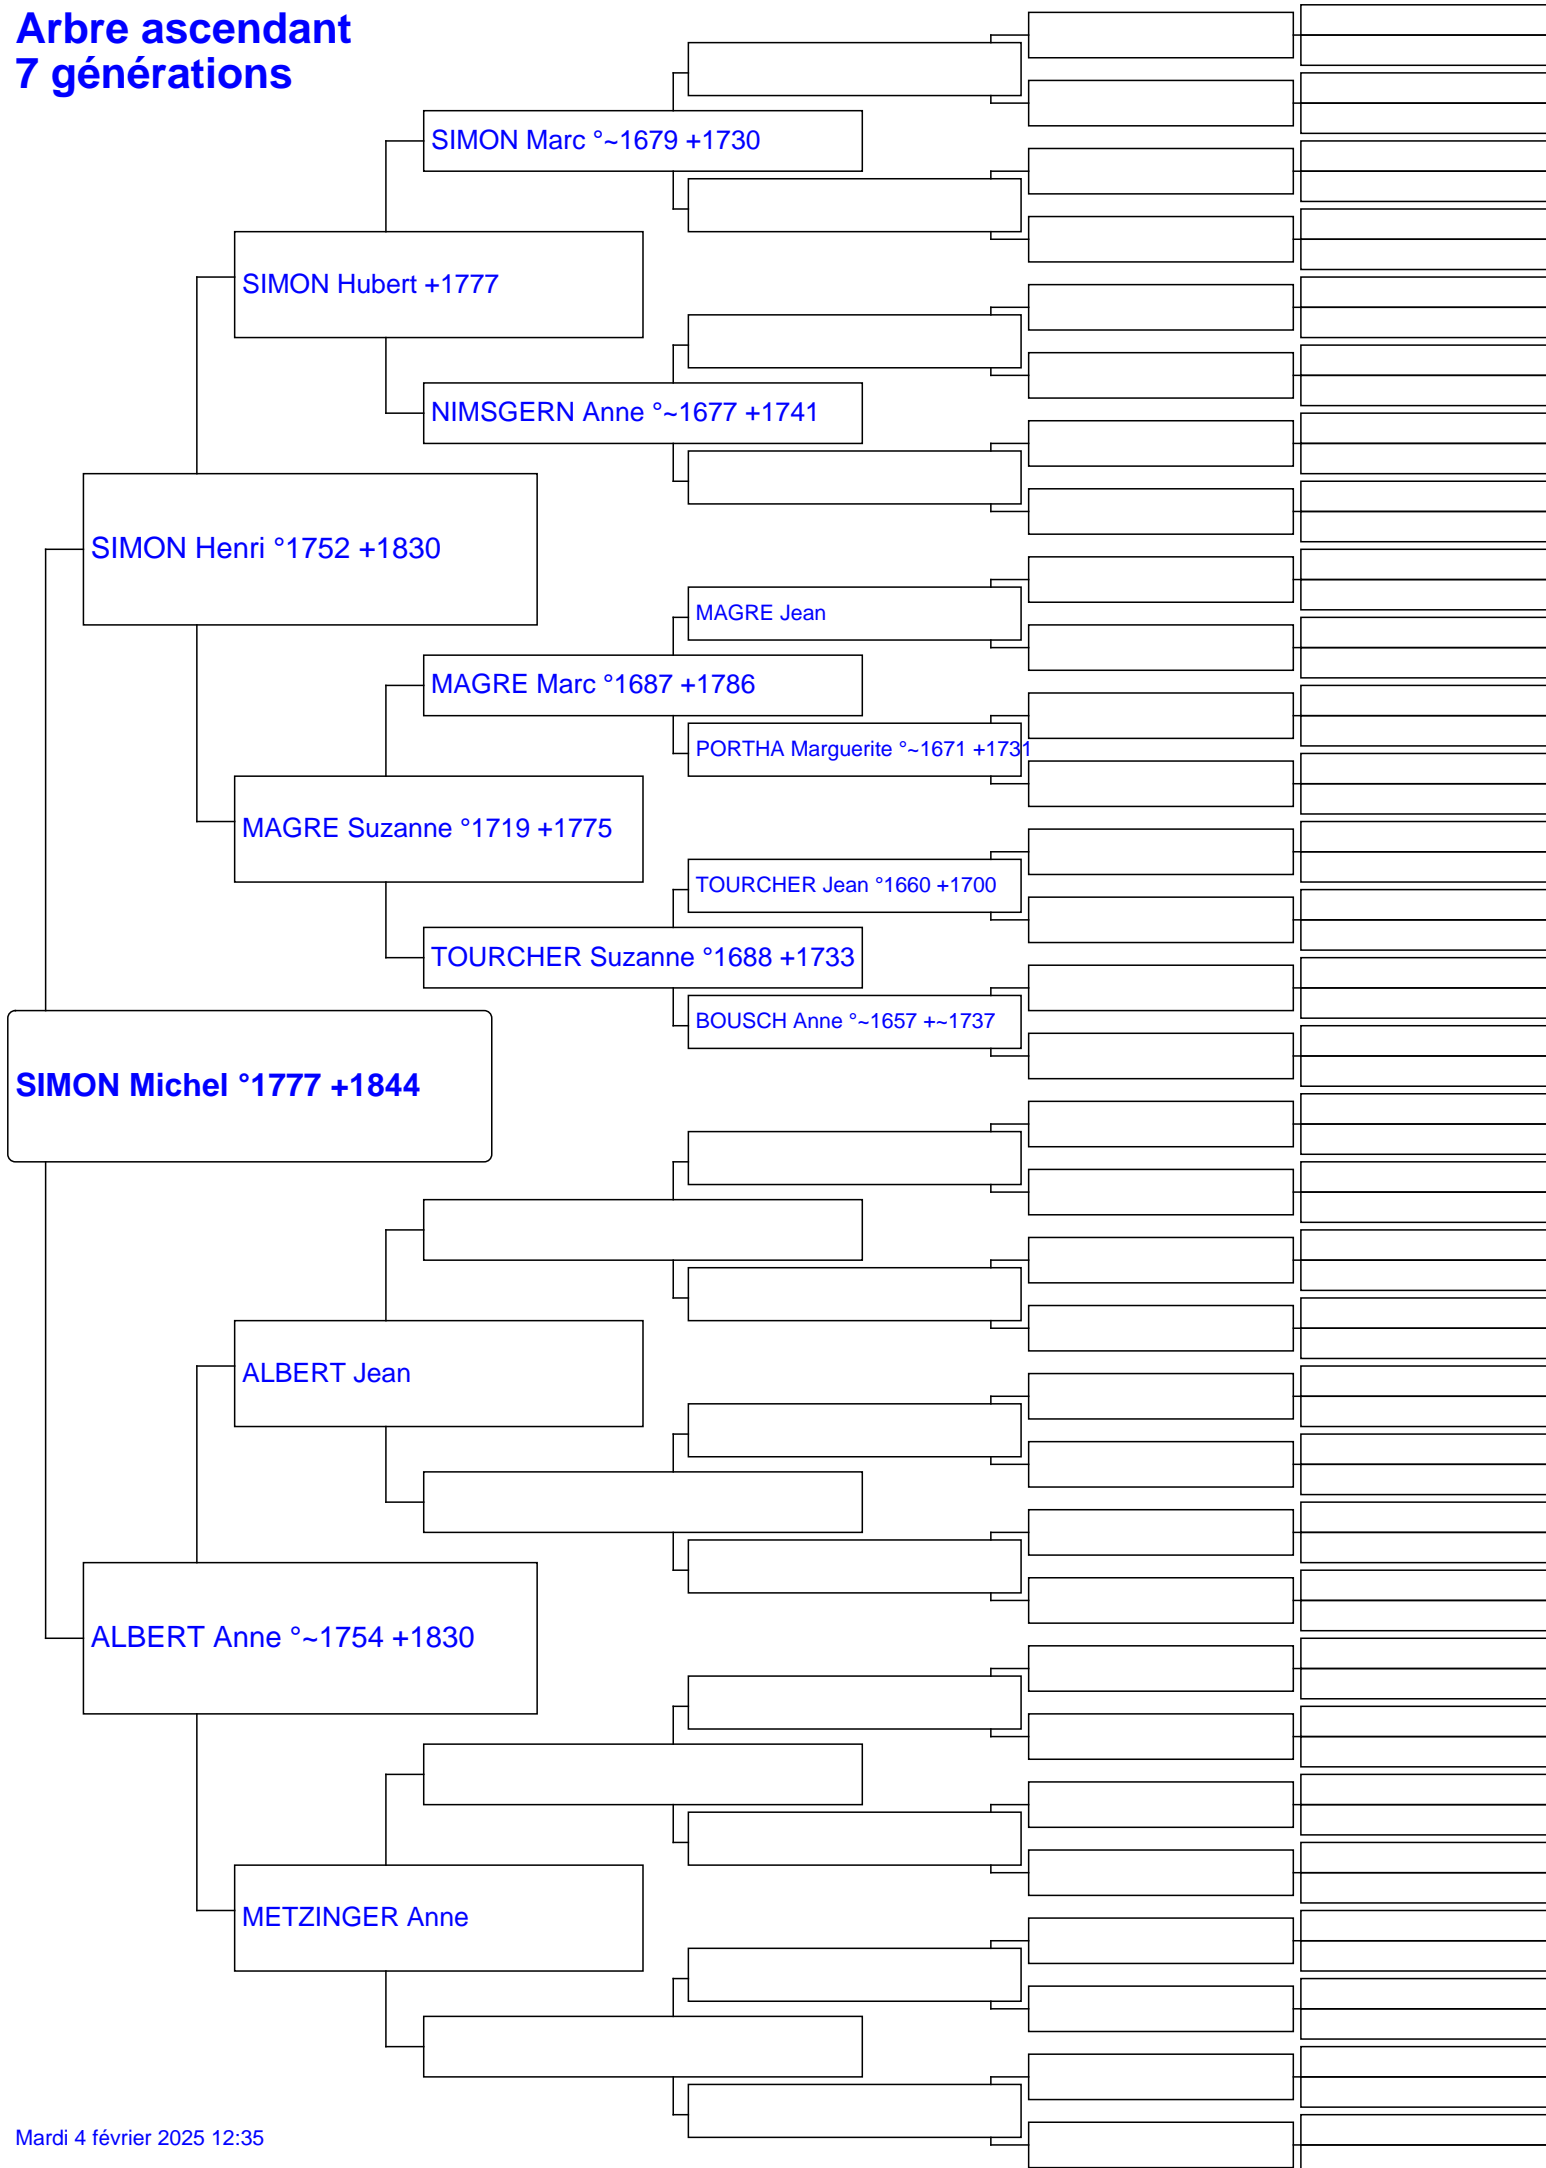 Arbre ascendant
7 générations
SIMON Marc °~1679 +1730
SIMON Hubert +1777
NIMSGERN Anne °~1677 +1741
SIMON Henri °1752 +1830
MAGRE Jean
MAGRE Marc °1687 +1786
PORTHA Marguerite °~1671 +1731
MAGRE Suzanne °1719 +1775
TOURCHER Jean °1660 +1700
TOURCHER Suzanne °1688 +1733
BOUSCH Anne °~1657 +~1737
SIMON Michel °1777 +1844
ALBERT Jean
ALBERT Anne °~1754 +1830
METZINGER Anne
Mardi 4 février 2025 12:35